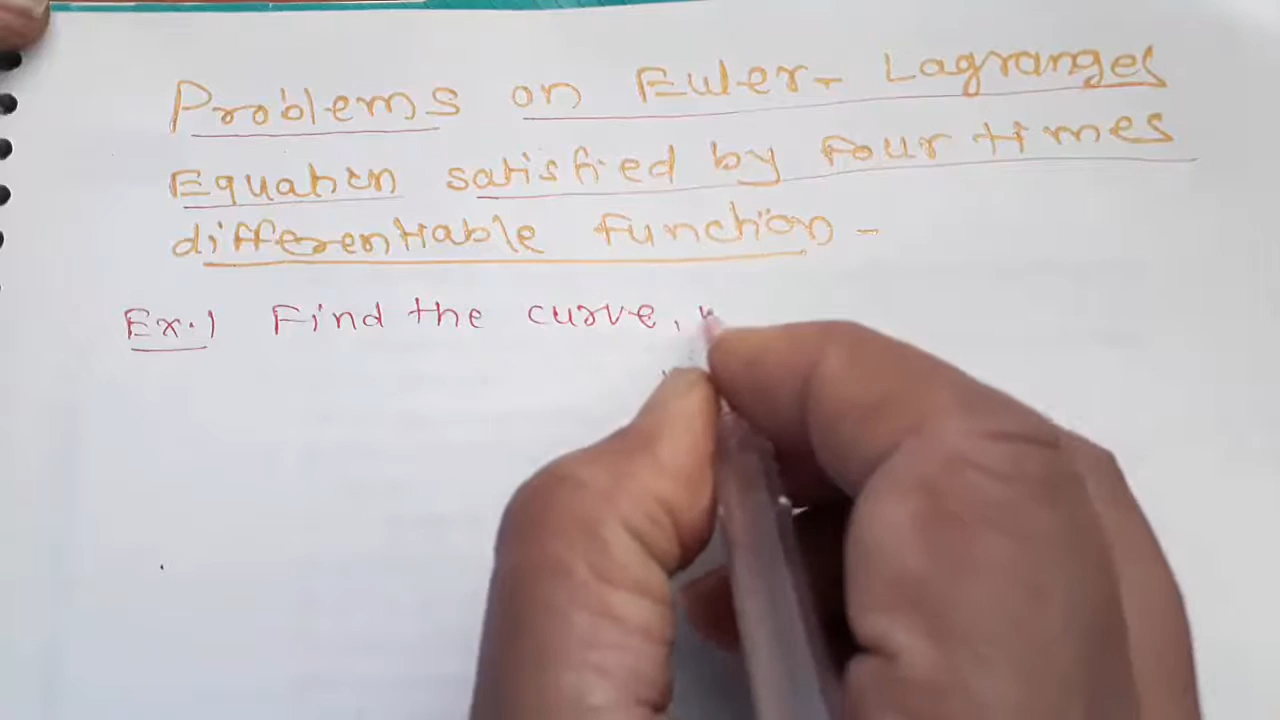 Problems on Euler- Lagranges
Equation satisfied by Four times
differentiable function -
Ex.1 Find the curve,